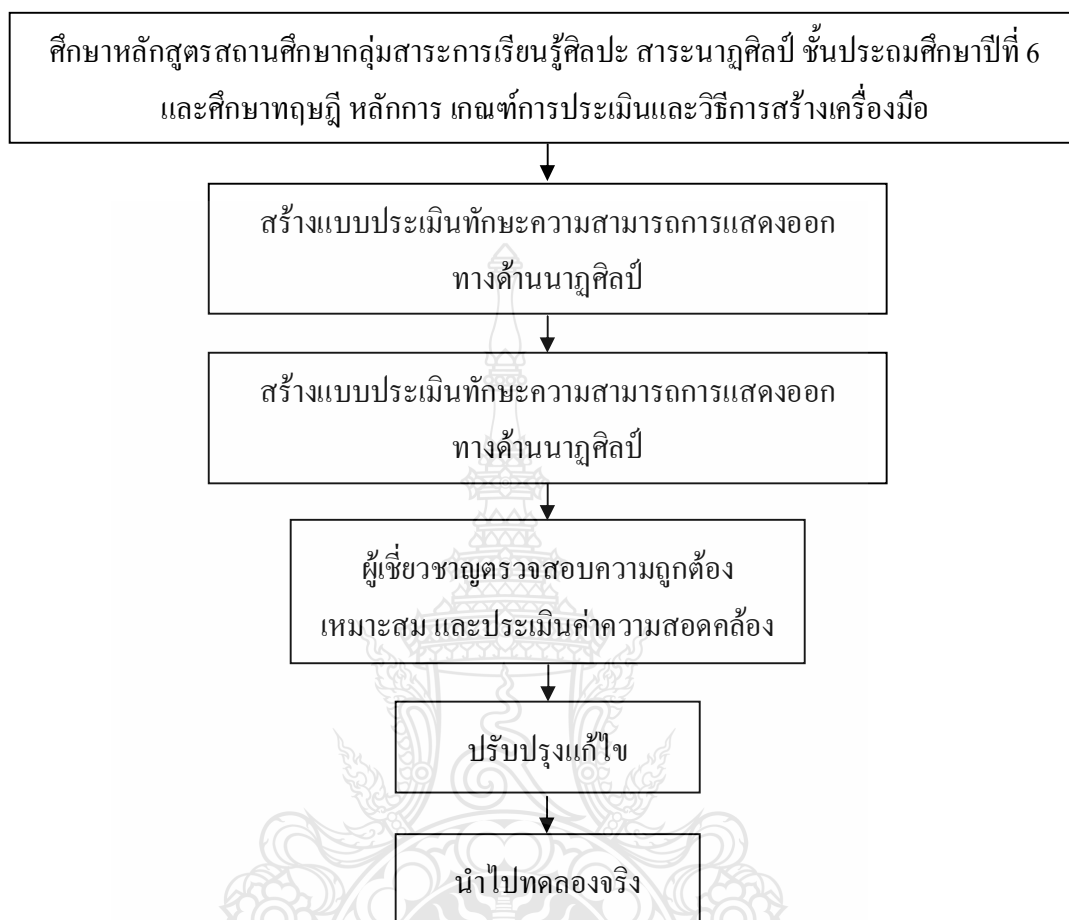 ศึกษาหลักสูตรสถานศึกษากลุ่มสาระการเรียนรู้ศิลปะ สาระนาฏศิลป์ ชั้นประถมศึกษาปีที่ 6
และศึกษาทฤษฎี หลักการ เกณฑ์การประเมินและวิธีการสร้างเครื่องมือ
สร้างแบบประเมินทักษะความสามารถการแสดงออก
ทางด้านนาฏศิลป์
สร้างแบบประเมินทักษะความสามารถการแสดงออก
ทางด้านนาฏศิลป์
ผู้เชี่ยวชาญตรวจสอบความถูกต้อง
เหมาะสม และประเมินค่าความสอดคล้อง
ปรับปรุงแก้ไข
นำไปทดลองจริง